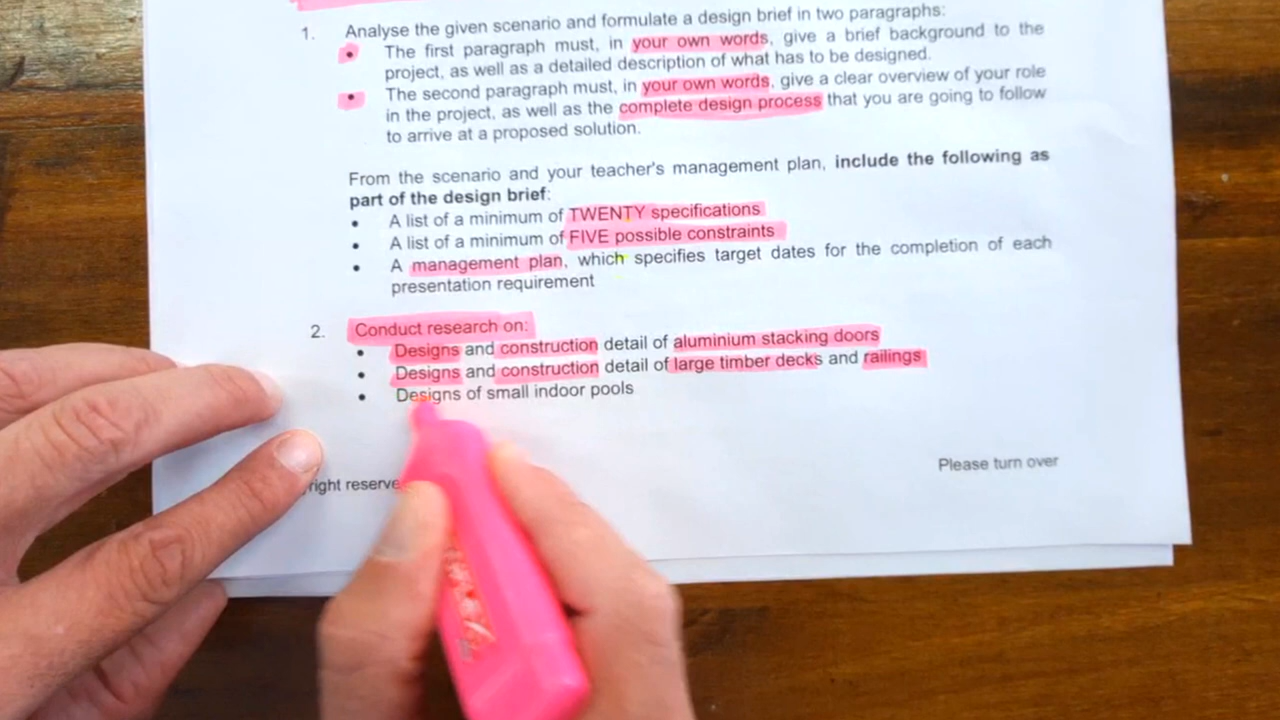 1. Analyse the given scenario and formulate a design brief in two paragraphs:
• The first paragraph must, in your own words, give a brief background to the
project, as well as a detailed description of what has to be designed.
• The second paragraph must, in your own words, give a clear overview of your role
in the project, as well as the complete design process that you are going to follow
to arrive at a proposed solution.
From the scenario and your teacher's management plan, include the following as
part of the design brief:
• A list of a minimum of TWENTY specifications
• A list of a minimum of FIVE possible constraints
• A management plan, which specifies target dates for the completion of each
presentation requirement
2. Conduct research on:
• Designs and construction detail of aluminium stacking doors
• Designs and construction detail of large timber decks and railings
• Designs of small indoor pools
Please turn over
right reserve